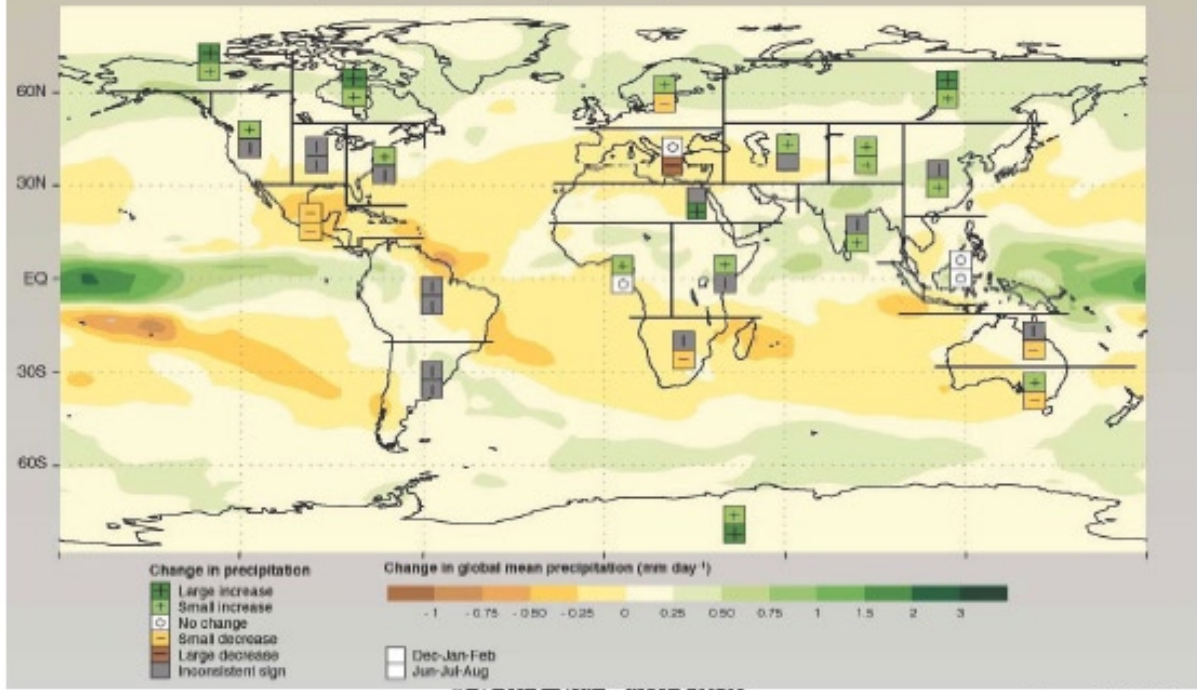 60N
30N
EQ
30S
60S
Change in precipitation
Large increase
Small increase
No change
Small decrease
Large decrease
Inconsistent sign
Change in global mean precipitation (mm day⁻¹)
- 1 - 0.75 - 0.50 - 0.25 0 0.25 0.50 0.75 1 1.5 2 3
Dec-Jan-Feb
Jun-Jul-Aug